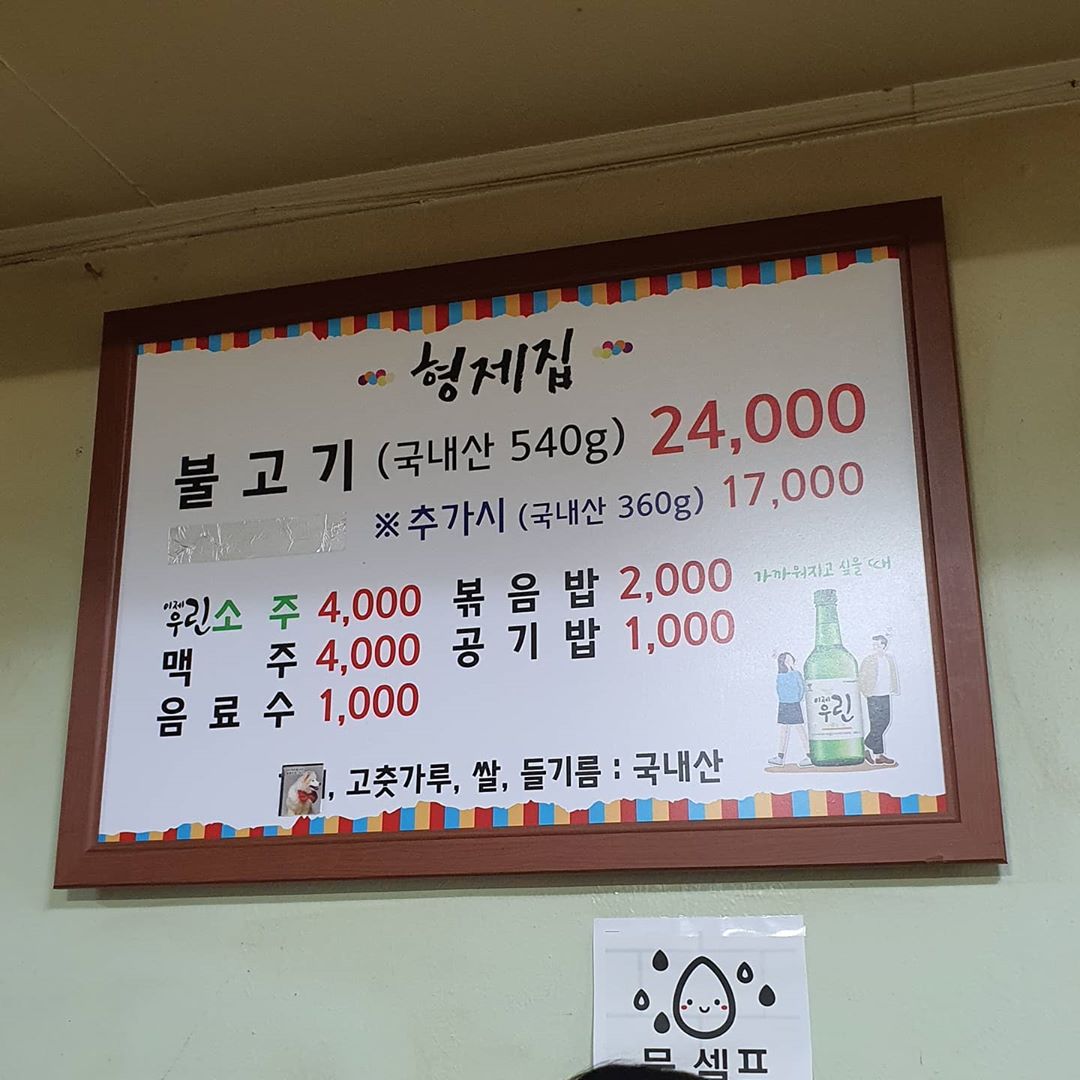 형제집
불고기 (국내산 540g) 24,000
※추가시 (국내산 360g) 17,000
이제우린소주 4,000
맥주 4,000
음료수 1,000
볶음밥 2,000
공기밥 1,000
가까워지고 싶을 때
이제우린
, 고춧가루, 쌀, 들기름 : 국내산
물 셀프